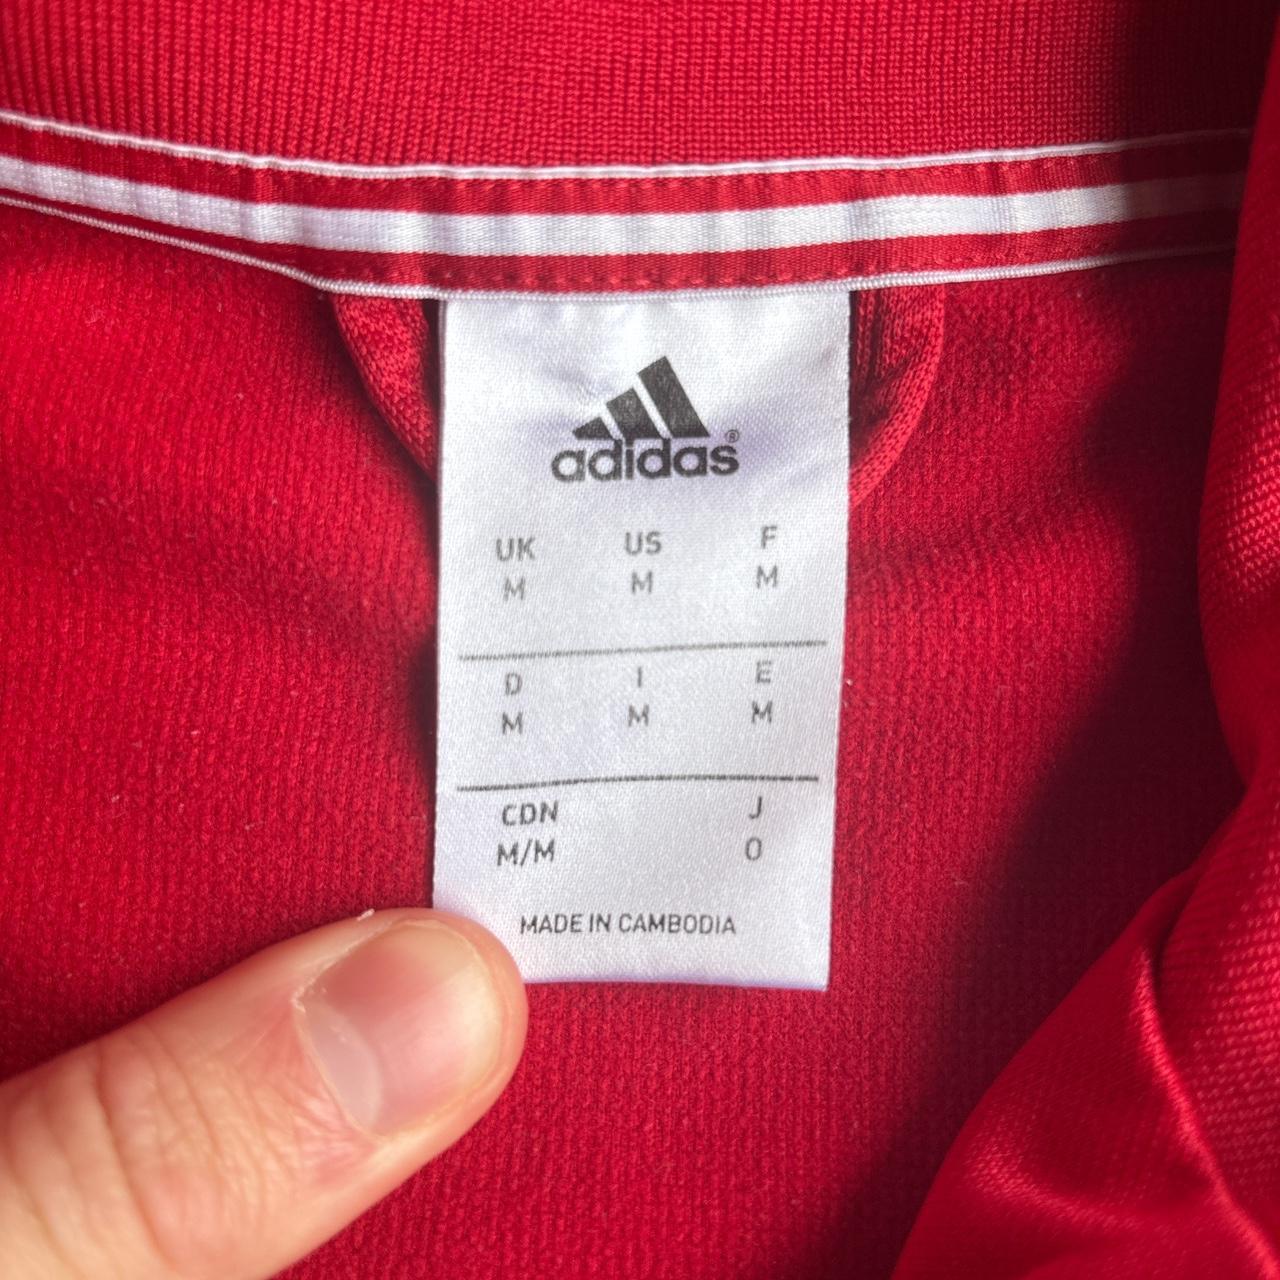 adidas®
UK US F
M M M
D I E
M M M
CDN J
M/M O
MADE IN CAMBODIA